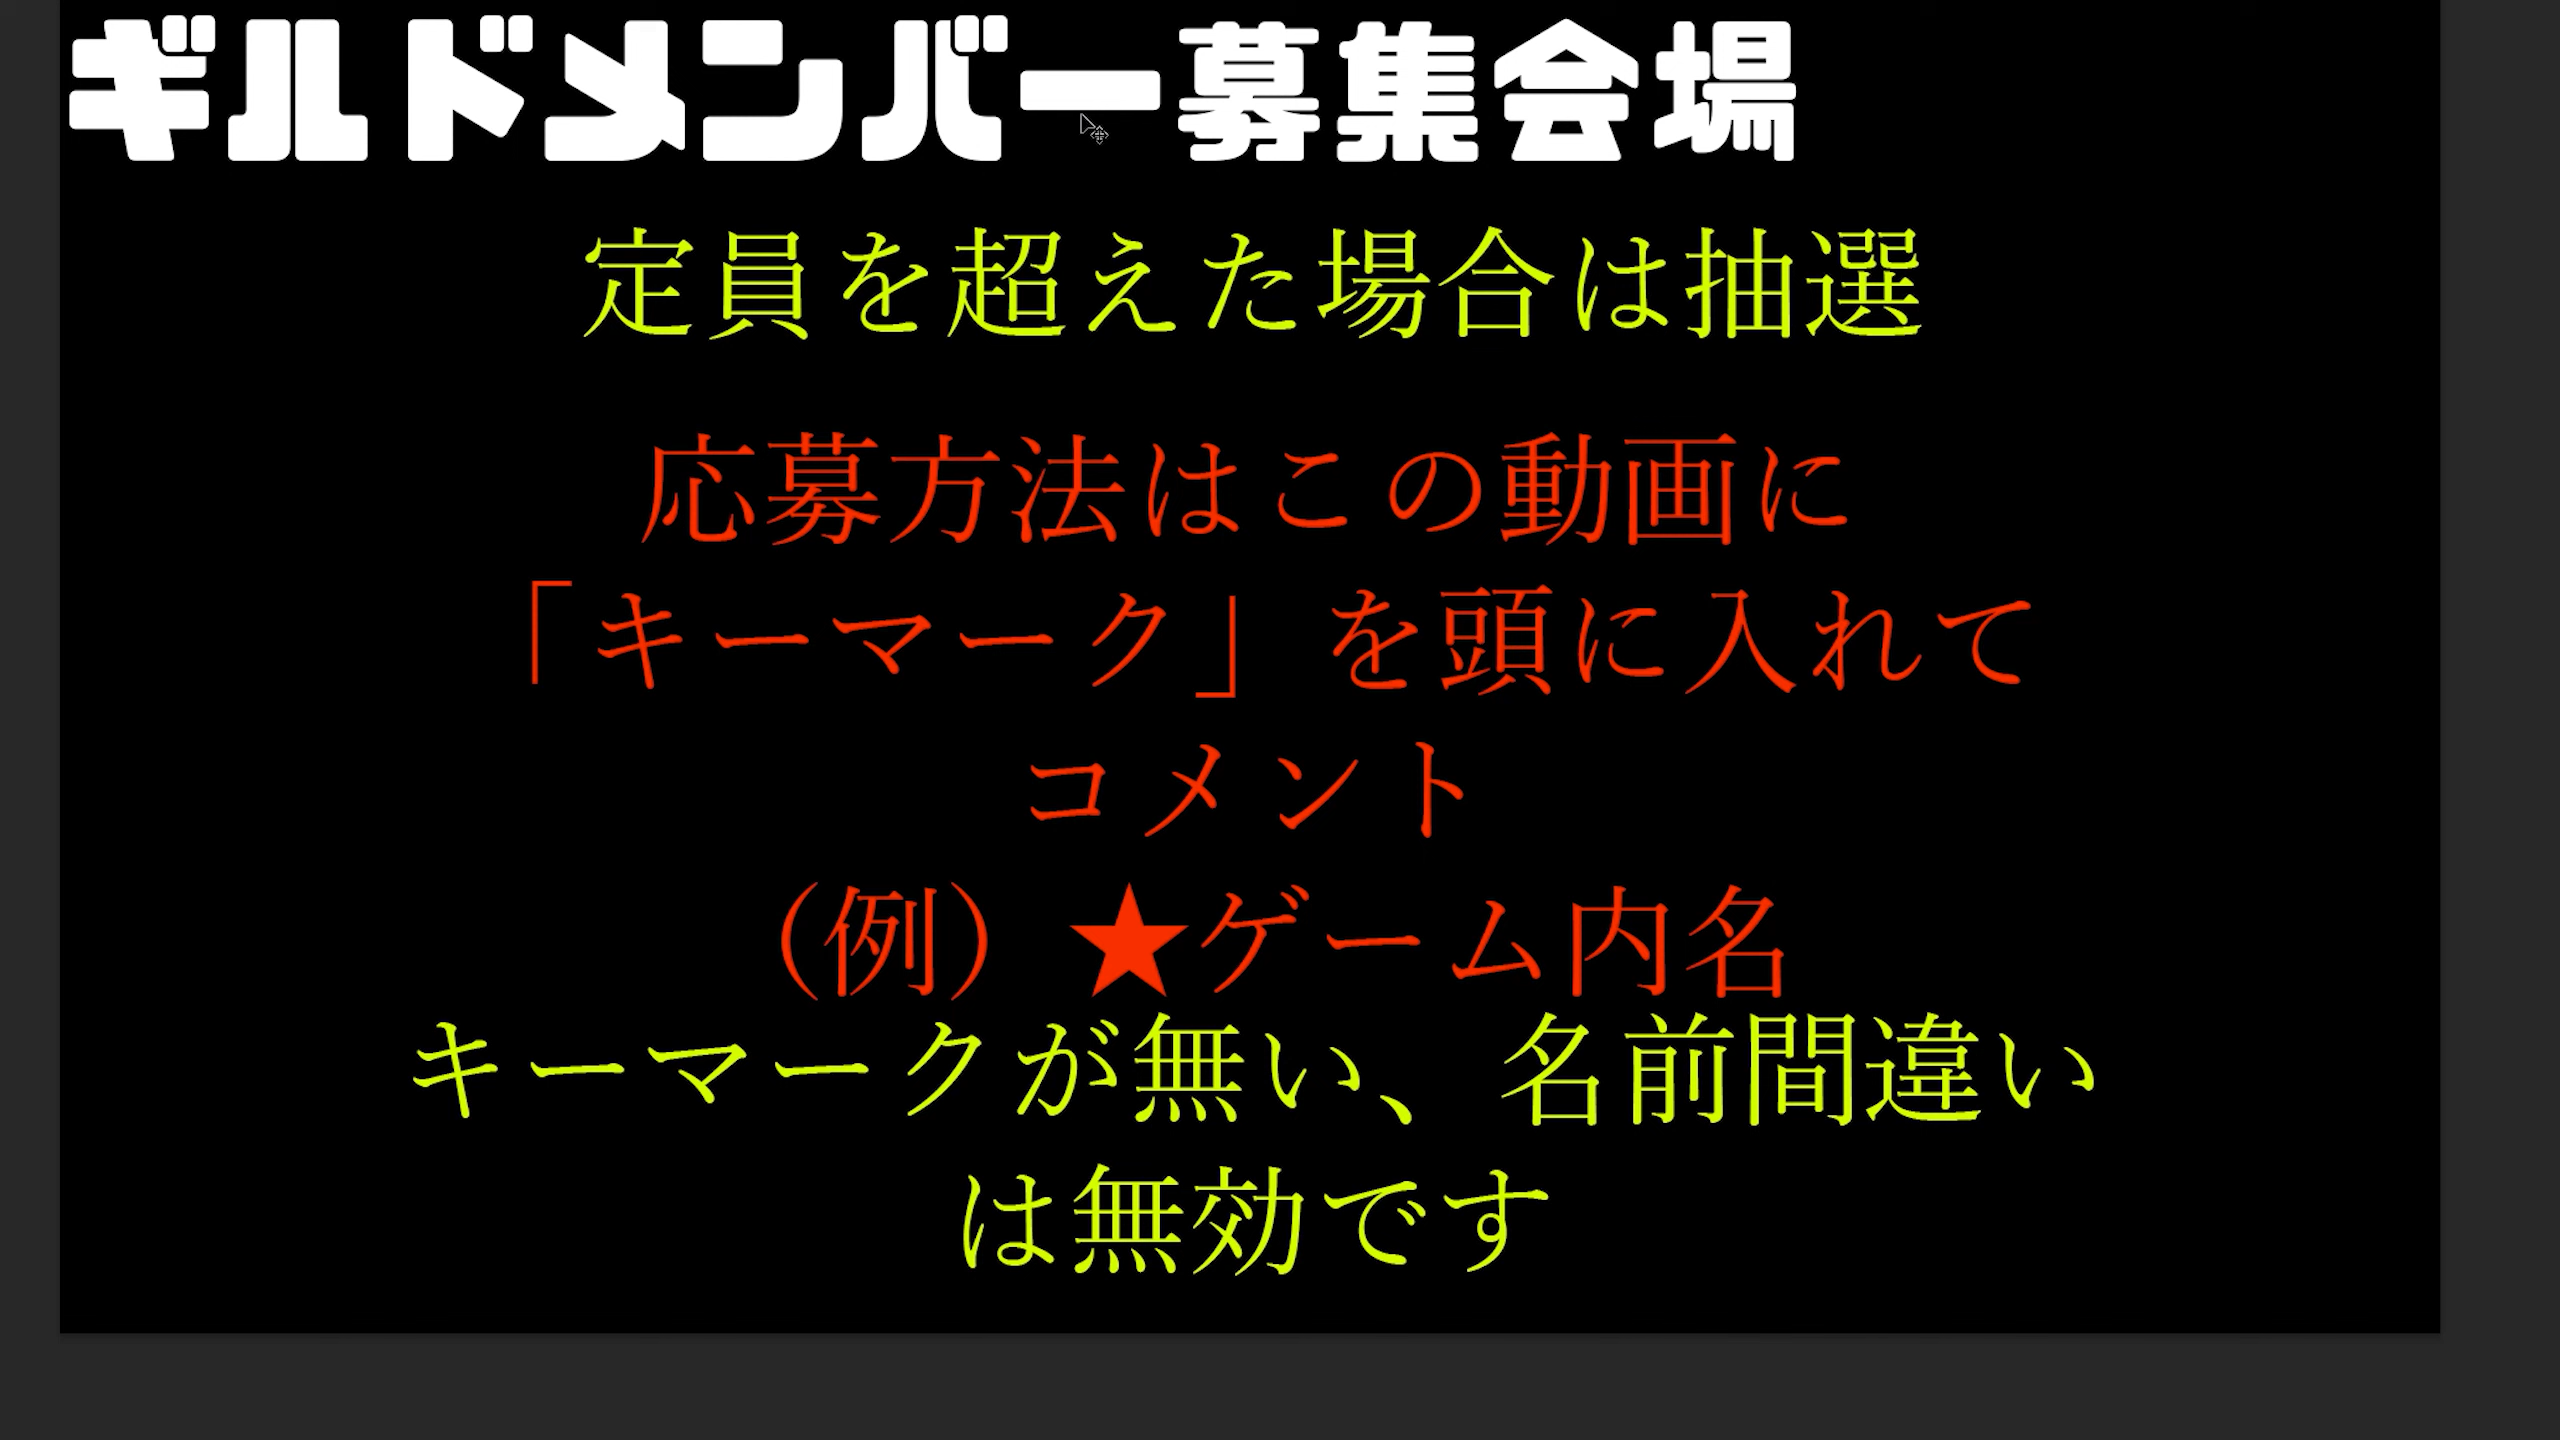 ギルドメンバー募集会場
定員を超えた場合は抽選
応募方法はこの動画に
「キーマーク」を頭に入れて
コメント
（例）★ゲーム内名
キーマークが無い、名前間違い
は無効です